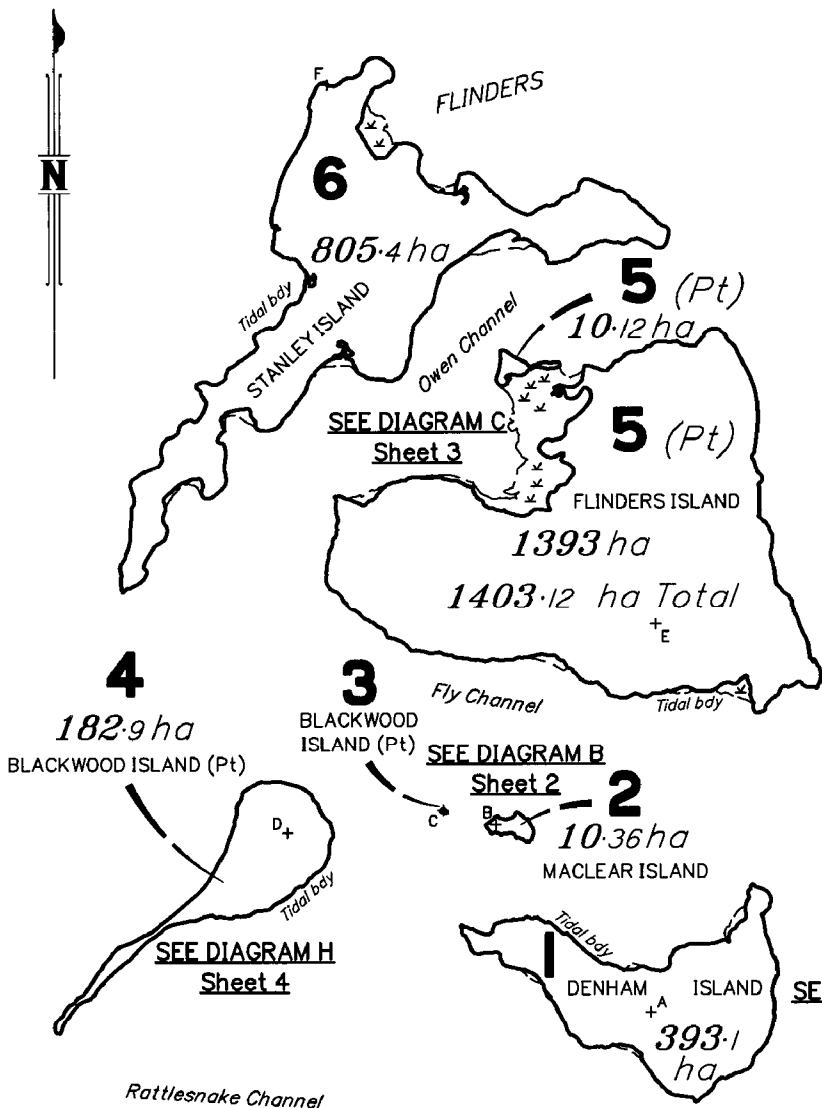 N
F
FLINDERS
6
805.4 ha
Tidal bdy
STANLEY ISLAND
Owen Channel
5 (Pt)
10.12 ha
SEE DIAGRAM C
Sheet 3
5 (Pt)
FLINDERS ISLAND
1393 ha
1403.12 ha Total
E
Fly Channel
Tidal bdy
4
182.9 ha
BLACKWOOD ISLAND (Pt)
3
BLACKWOOD
ISLAND (Pt)
SEE DIAGRAM B
Sheet 2
C
B
2
10.36 ha
MACLEAR ISLAND
D
Tidal bdy
SEE DIAGRAM H
Sheet 4
Tidal bdy
1
DENHAM ISLAND
SE
A
393.1
ha
Rattlesnake Channel